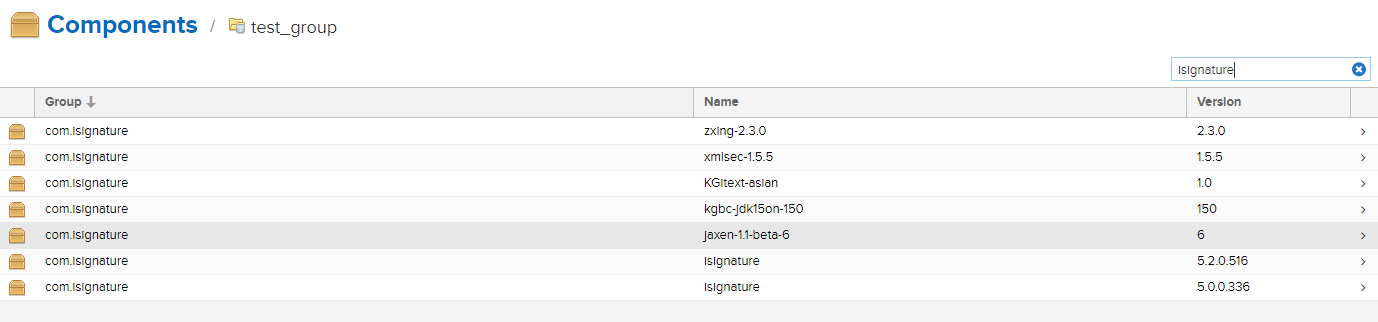 Components / test_group
isignature
Group Name Version
com.isignature zxing-2.3.0 2.3.0
com.isignature xmlsec-1.5.5 1.5.5
com.isignature KGitext-asian 1.0
com.isignature kgbc-jdk15on-150 150
com.isignature jaxen-1.1-beta-6 6
com.isignature isignature 5.2.0.516
com.isignature isignature 5.0.0.336